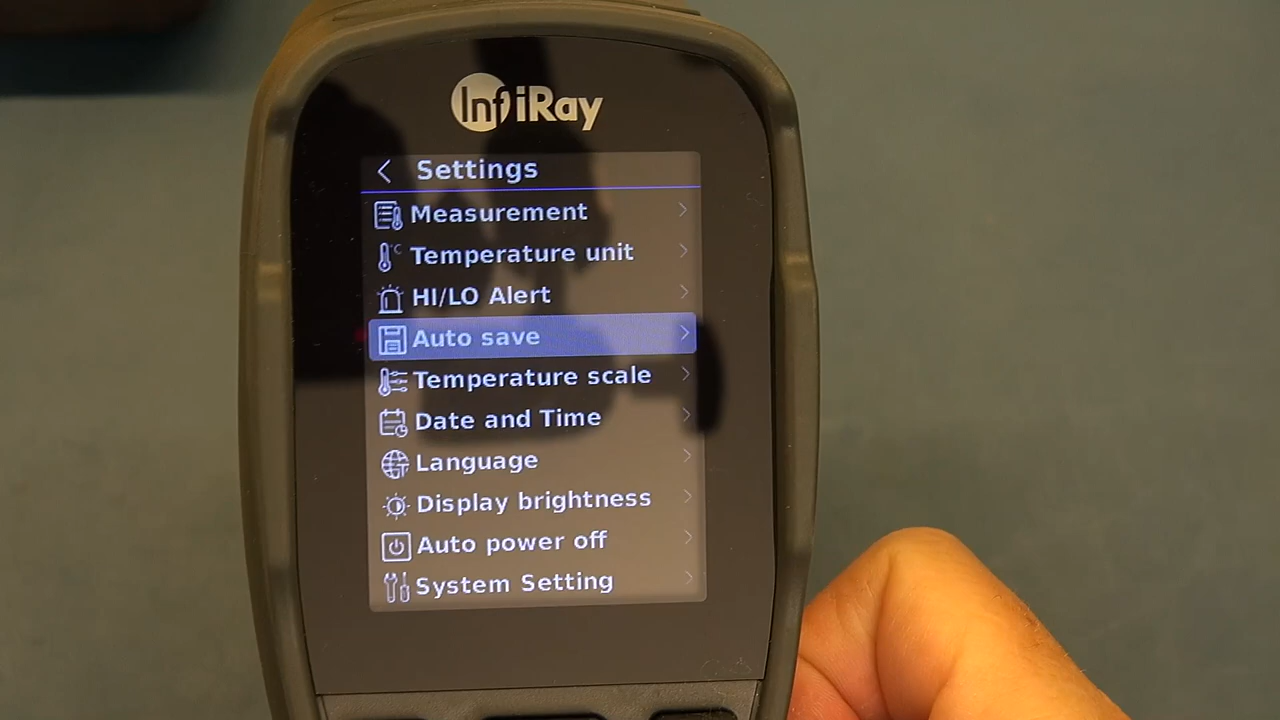 InfiRay
Settings
Measurement
Temperature unit
HI/LO Alert
Auto save
Temperature scale
Date and Time
Language
Display brightness
Auto power off
System Setting